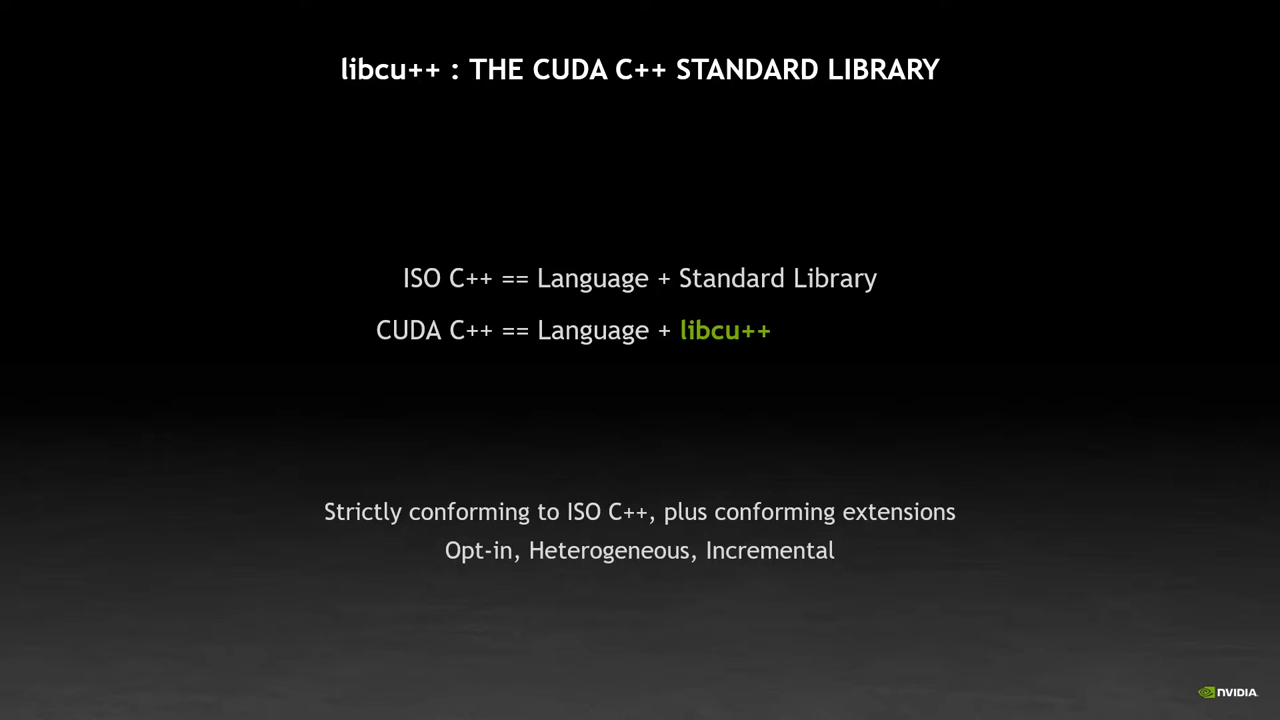 libcu++ : THE CUDA C++ STANDARD LIBRARY
ISO C++ == Language + Standard Library
CUDA C++ == Language + libcu++
Strictly conforming to ISO C++, plus conforming extensions
Opt-in, Heterogeneous, Incremental
NVIDIA.